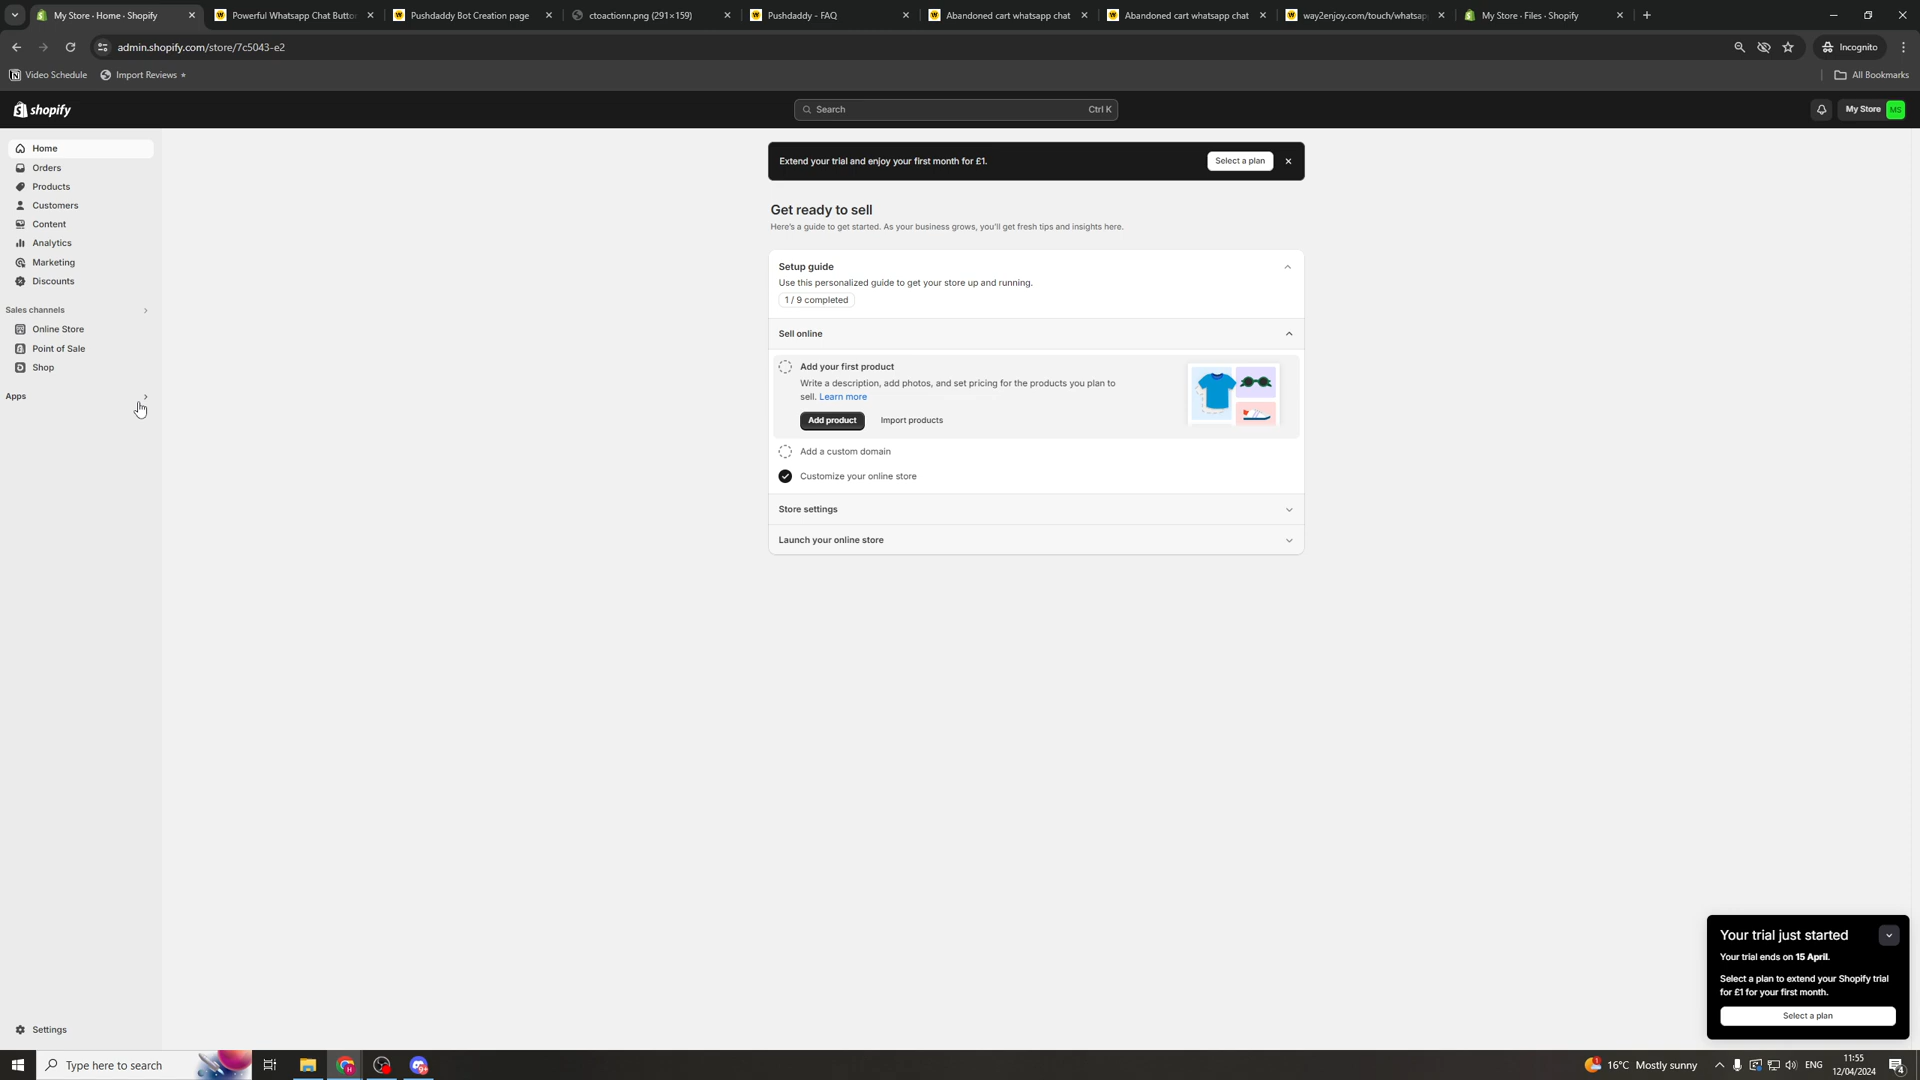 My Store · Home · Shopify
Powerful Whatsapp Chat Button
Pushdaddy Bot Creation page
ctoactionn.png (291×159)
Pushdaddy - FAQ
Abandoned cart whatsapp chat
Abandoned cart whatsapp chat
way2enjoy.com/touch/whatsap
My Store · Files · Shopify
admin.shopify.com/store/7c5043-e2
Incognito
Video Schedule
Import Reviews
All Bookmarks
shopify
Search
Ctrl K
My Store
MS
Home
Orders
Products
Customers
Content
Analytics
Marketing
Discounts
Sales channels
Online Store
Point of Sale
Shop
Apps
Settings
Extend your trial and enjoy your first month for £1.
Select a plan
Get ready to sell
Here's a guide to get started. As your business grows, you'll get fresh tips and insights here.
Setup guide
Use this personalized guide to get your store up and running.
1 / 9 completed
Sell online
Add your first product
Write a description, add photos, and set pricing for the products you plan to
sell. Learn more
Add product
Import products
Add a custom domain
Customize your online store
Store settings
Launch your online store
Your trial just started
Your trial ends on 15 April.
Select a plan to extend your Shopify trial
for £1 for your first month.
Select a plan
Type here to search
16°C Mostly sunny
ENG
11:55
12/04/2024